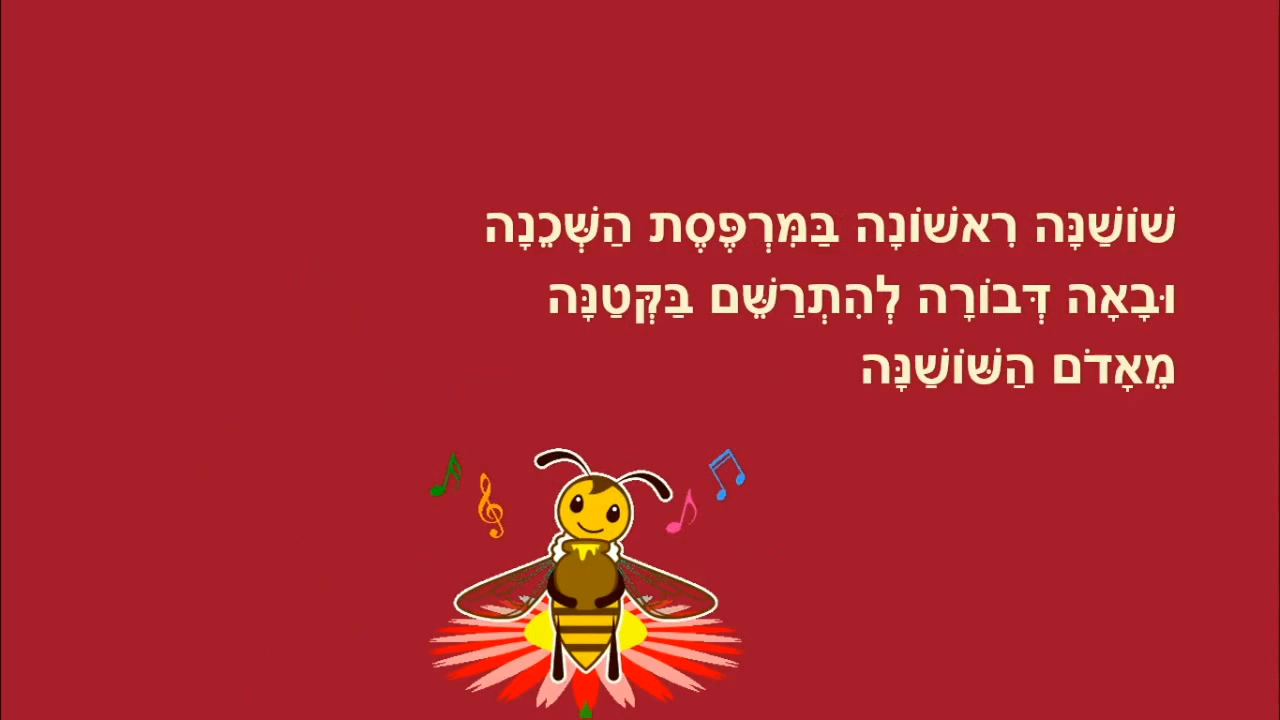 שׁוֹשַׁנָּה רִאשׁוֹנָה בַּמִּרְפֶּסֶת הַשְּׁכֵנָה
וּבָאָה דְּבוֹרָה לְהִתְרַשֵּׁם בַּקְּטַנָּה
מֵאָדֹם הַשּׁוֹשַׁנָּה